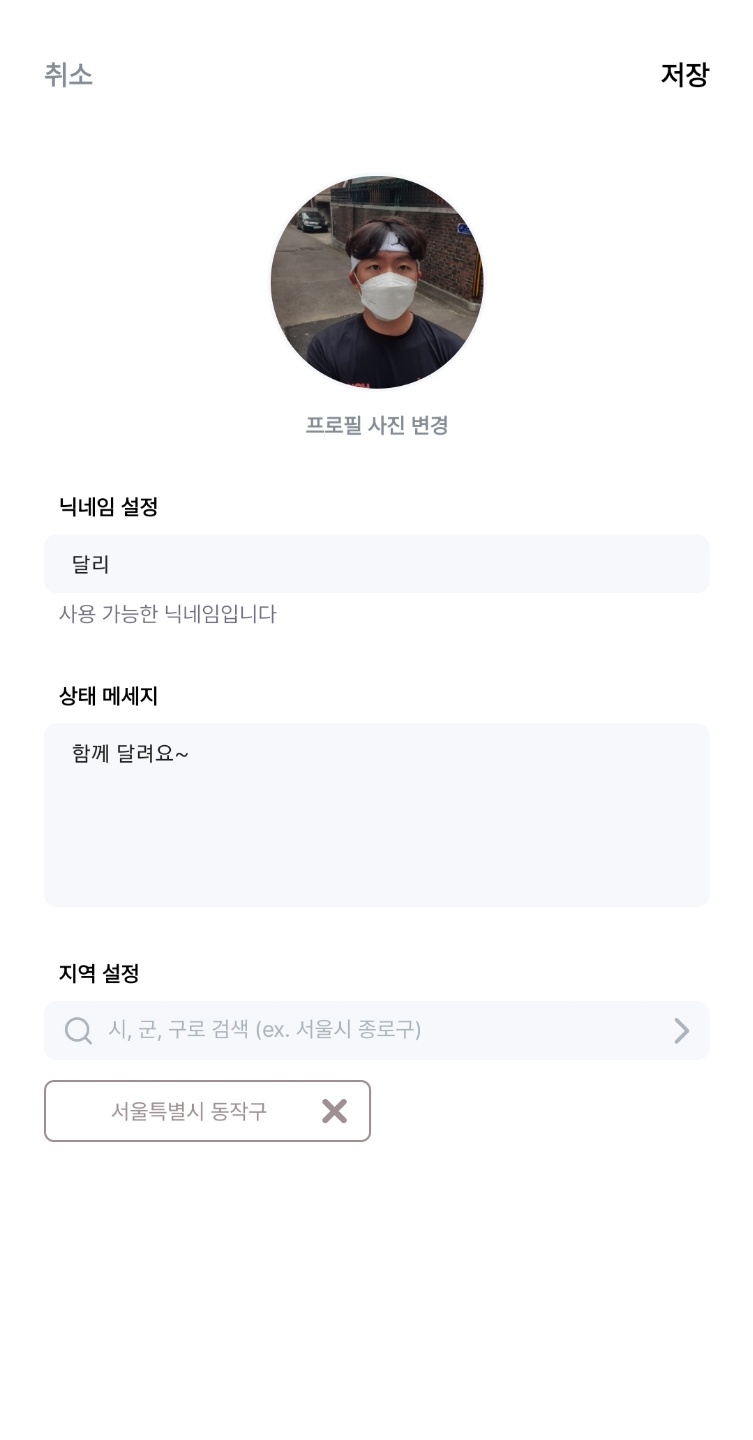 취소
저장
프로필 사진 변경
닉네임 설정
달리
사용 가능한 닉네임입니다
상태 메세지
함께 달려요~
지역 설정
시, 군, 구로 검색 (ex. 서울시 종로구)
서울특별시 동작구